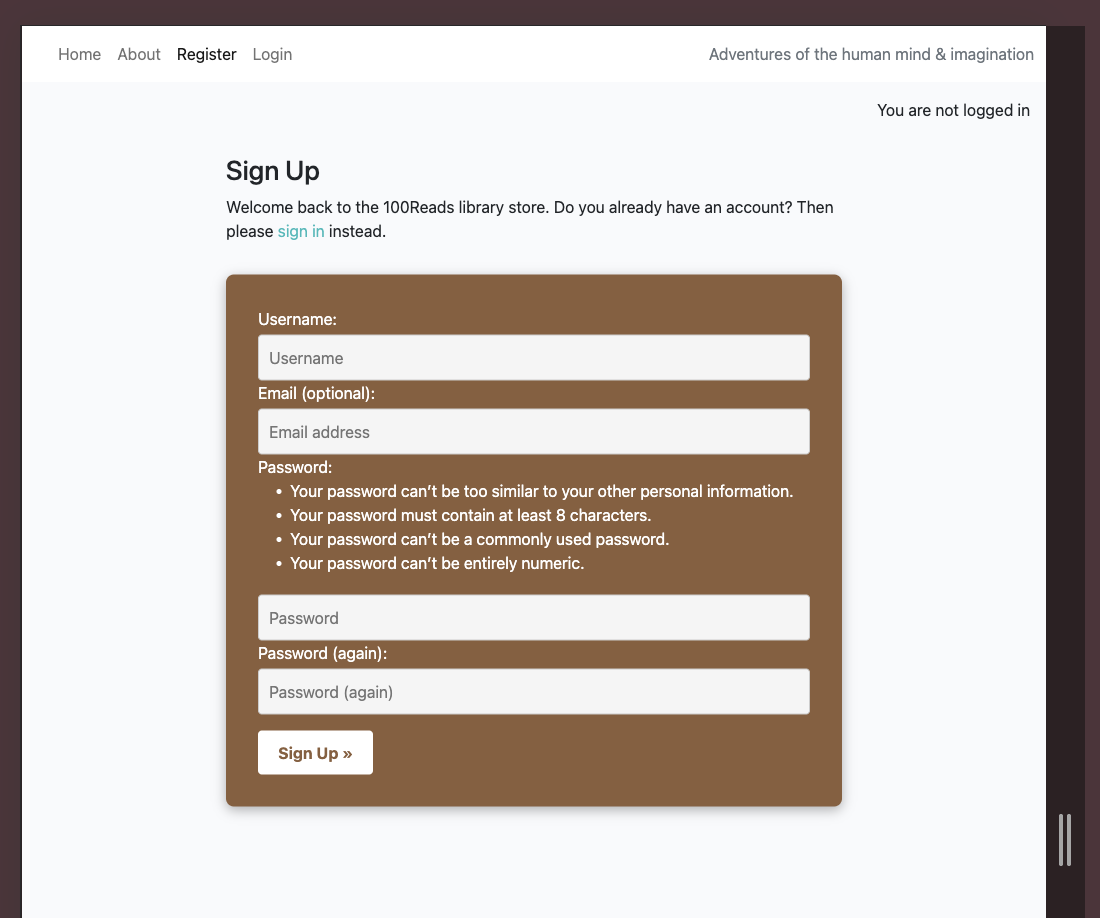 Home About Register Login Adventures of the human mind & imagination
You are not logged in
Sign Up
Welcome back to the 100Reads library store. Do you already have an account? Then
please sign in instead.
Username:
Username
Email (optional):
Email address
Password:
• Your password can’t be too similar to your other personal information.
• Your password must contain at least 8 characters.
• Your password can’t be a commonly used password.
• Your password can’t be entirely numeric.
Password
Password (again):
Password (again)
Sign Up »